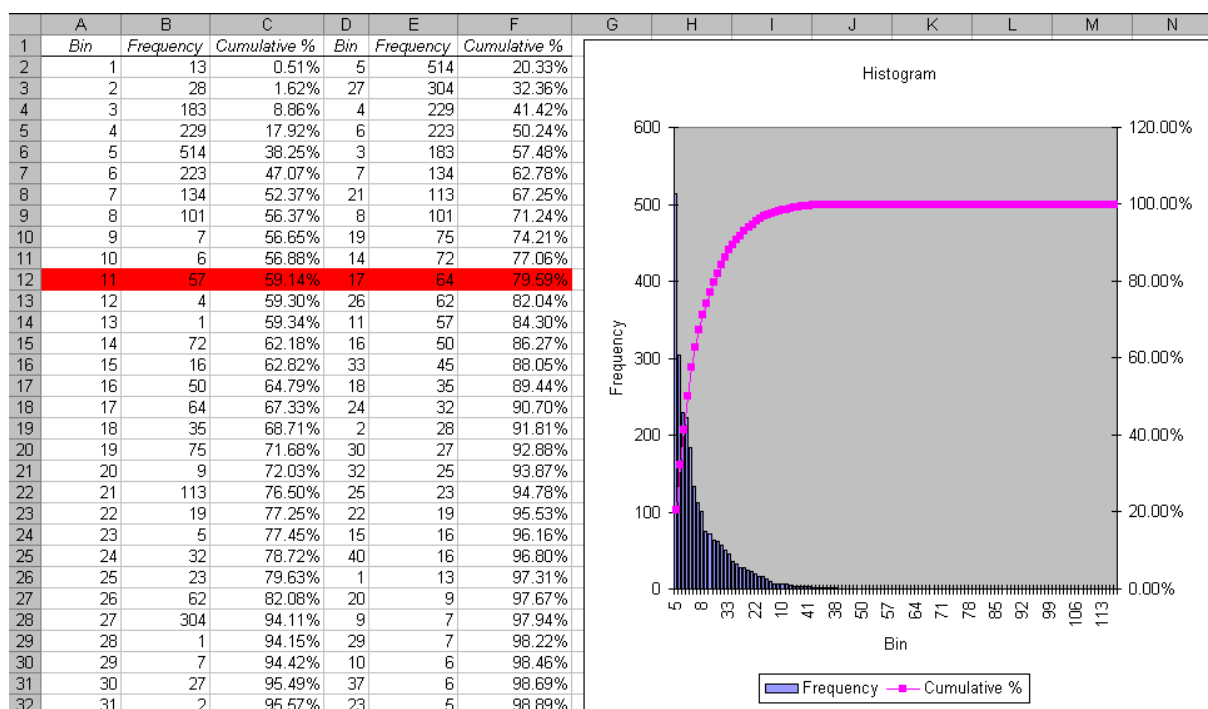 A B C D E F G H I J K L M N
1 Bin Frequency Cumulative % Bin Frequency Cumulative %
2 1 13 0.51% 5 514 20.33%
3 2 28 1.62% 27 304 32.36%
4 3 183 8.86% 4 229 41.42%
5 4 229 17.92% 6 223 50.24%
6 5 514 38.25% 3 183 57.48%
7 6 223 47.07% 7 134 62.78%
8 7 134 52.37% 21 113 67.25%
9 8 101 56.37% 8 101 71.24%
10 9 7 56.65% 19 75 74.21%
11 10 6 56.88% 14 72 77.06%
12 11 57 59.14% 17 64 79.59%
13 12 4 59.30% 26 62 82.04%
14 13 1 59.34% 11 57 84.30%
15 14 72 62.18% 16 50 86.27%
16 15 16 62.82% 33 45 88.05%
17 16 50 64.79% 18 35 89.44%
18 17 64 67.33% 24 32 90.70%
19 18 35 68.71% 2 28 91.81%
20 19 75 71.68% 30 27 92.88%
21 20 9 72.03% 32 25 93.87%
22 21 113 76.50% 25 23 94.78%
23 22 19 77.25% 22 19 95.53%
24 23 5 77.45% 15 16 96.16%
25 24 32 78.72% 40 16 96.80%
26 25 23 79.63% 1 13 97.31%
27 26 62 82.08% 20 9 97.67%
28 27 304 94.11% 9 7 97.94%
29 28 1 94.15% 29 7 98.22%
30 29 7 94.42% 10 6 98.46%
31 30 27 95.49% 37 6 98.69%
32 31 2 95.57% 23 5 98.89%
Histogram
600 120.00%
500 100.00%
400 80.00%
300 60.00%
200 40.00%
100 20.00%
0 0.00%
Frequency
5 8 33 22 10 41 38 50 57 64 71 78 85 92 99 106 113
Bin
Frequency Cumulative %